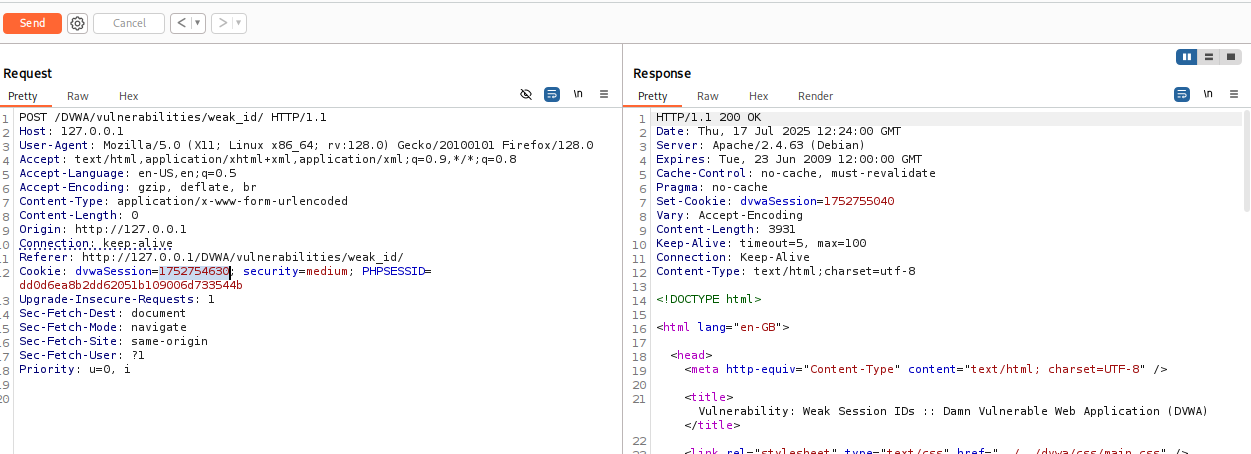 Send
Cancel
< | ▾
> | ▾
Request
Pretty Raw Hex
\n
1 POST /DVWA/vulnerabilities/weak_id/ HTTP/1.1
2 Host: 127.0.0.1
3 User-Agent: Mozilla/5.0 (X11; Linux x86_64; rv:128.0) Gecko/20100101 Firefox/128.0
4 Accept: text/html,application/xhtml+xml,application/xml;q=0.9,*/*;q=0.8
5 Accept-Language: en-US,en;q=0.5
6 Accept-Encoding: gzip, deflate, br
7 Content-Type: application/x-www-form-urlencoded
8 Content-Length: 0
9 Origin: http://127.0.0.1
10 Connection: keep-alive
11 Referer: http://127.0.0.1/DVWA/vulnerabilities/weak_id/
12 Cookie: dvwaSession=1752754630; security=medium; PHPSESSID=
dd0d6ea8b2dd62051b109006d733544b
13 Upgrade-Insecure-Requests: 1
14 Sec-Fetch-Dest: document
15 Sec-Fetch-Mode: navigate
16 Sec-Fetch-Site: same-origin
17 Sec-Fetch-User: ?1
18 Priority: u=0, i
19
20
Response
Pretty Raw Hex Render
\n
1 HTTP/1.1 200 OK
2 Date: Thu, 17 Jul 2025 12:24:00 GMT
3 Server: Apache/2.4.63 (Debian)
4 Expires: Tue, 23 Jun 2009 12:00:00 GMT
5 Cache-Control: no-cache, must-revalidate
6 Pragma: no-cache
7 Set-Cookie: dvwaSession=1752755040
8 Vary: Accept-Encoding
9 Content-Length: 3931
10 Keep-Alive: timeout=5, max=100
11 Connection: Keep-Alive
12 Content-Type: text/html;charset=utf-8
13
14 <!DOCTYPE html>
15
16 <html lang="en-GB">
17
18 <head>
19 <meta http-equiv="Content-Type" content="text/html; charset=UTF-8" />
20
21 <title>
Vulnerability: Weak Session IDs :: Damn Vulnerable Web Application (DVWA)
</title>
22